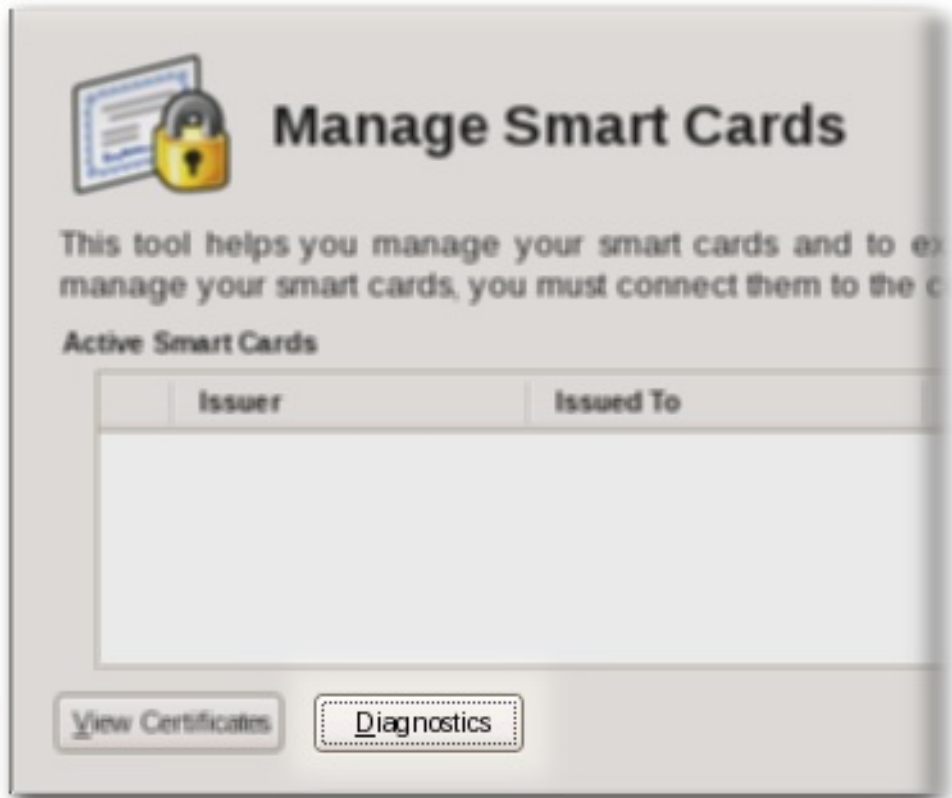 Manage Smart Cards
This tool helps you manage your smart cards and to
manage your smart cards, you must connect them to the
Active Smart Cards
Issuer Issued To
View Certificates Diagnostics